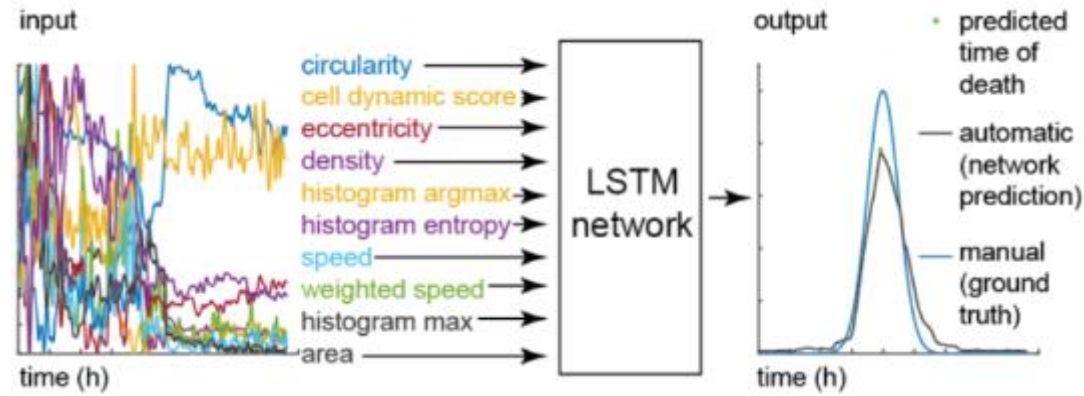 input
time (h)
circularity
cell dynamic score
eccentricity
density
histogram argmax
histogram entropy
speed
weighted speed
histogram max
area
LSTM
network
output
time (h)
predicted
time of
death
automatic
(network
prediction)
manual
(ground
truth)